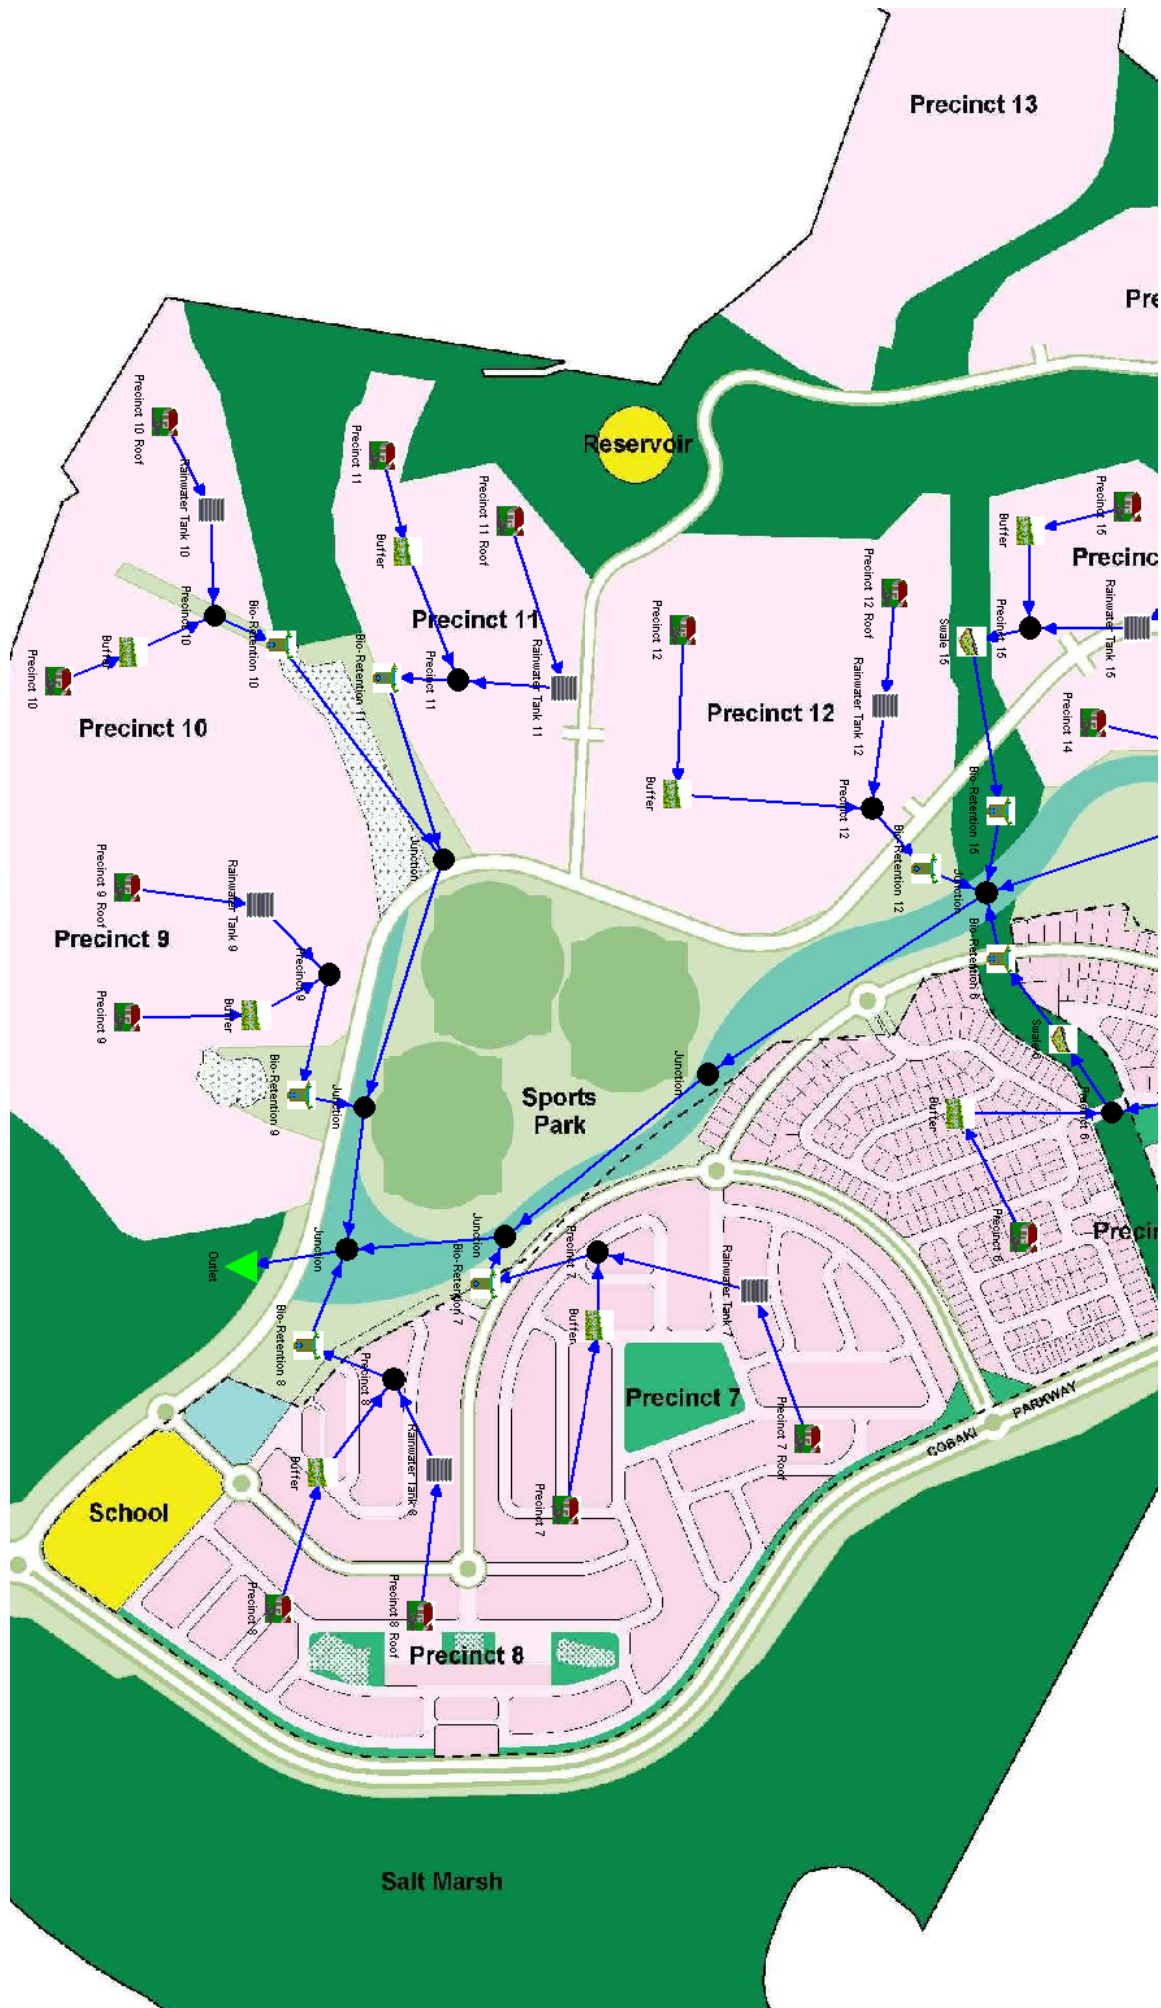 Precinct 13
Pre
Reservoir
Precinct 10 Roof
Rainwater Tank 10
Precinct 10
Bio-Retention 10
Buffer
Precinct 10
Precinct 10
Precinct 11
Buffer
Precinct 11 Roof
Precinct 11
Rainwater Tank 11
Precinct 11
Bio-Retention 11
Junction
Precinct 12
Buffer
Precinct 12
Precinct 12 Roof
Rainwater Tank 12
Precinct 12
Bio-Retention 12
Precinct 15
Buffer
Precinc
Precinct 15
Rainwater Tank 15
Swale 15
Precinct 14
Bio-Retention 15
Junction
Bio-Retention 6
Swale
Precinct 6
Buffer
Precinct 6
Precin
Precinct 9 Roof
Rainwater Tank 9
Precinct 9
Precinct 9
Precinct 9
Buffer
Bio-Retention 9
Junction
Sports
Park
Junction
Junction
Junction
Outlet
Bio-Retention 7
Precinct 7
Rainwater Tank 7
Buffer
Precinct 7
Precinct 7 Roof
Precinct 7
Bio-Retention 8
Precinct 8
Rainwater Tank 8
Buffer
Precinct 8
Precinct 8 Roof
Precinct 8
School
COBAKI PARKWAY
Salt Marsh